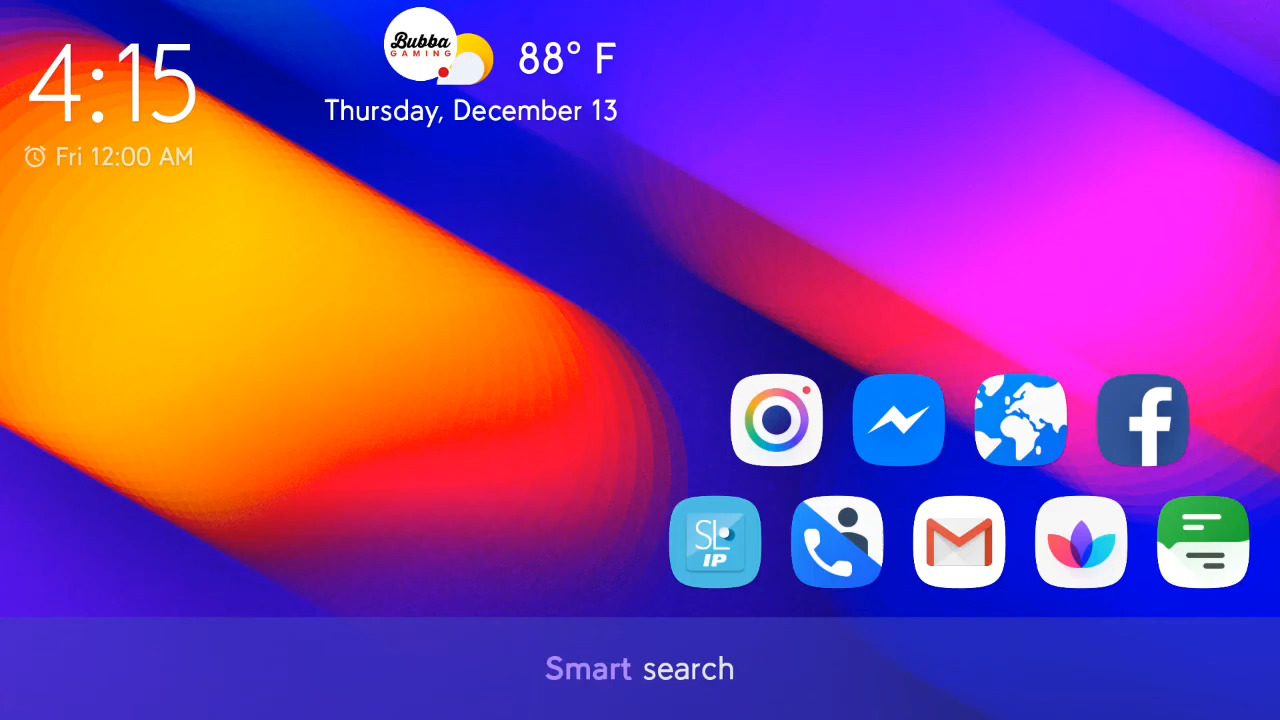 4:15
Fri 12:00 AM
Bubba
GAMING
88° F
Thursday, December 13
SL
IP
Smart search